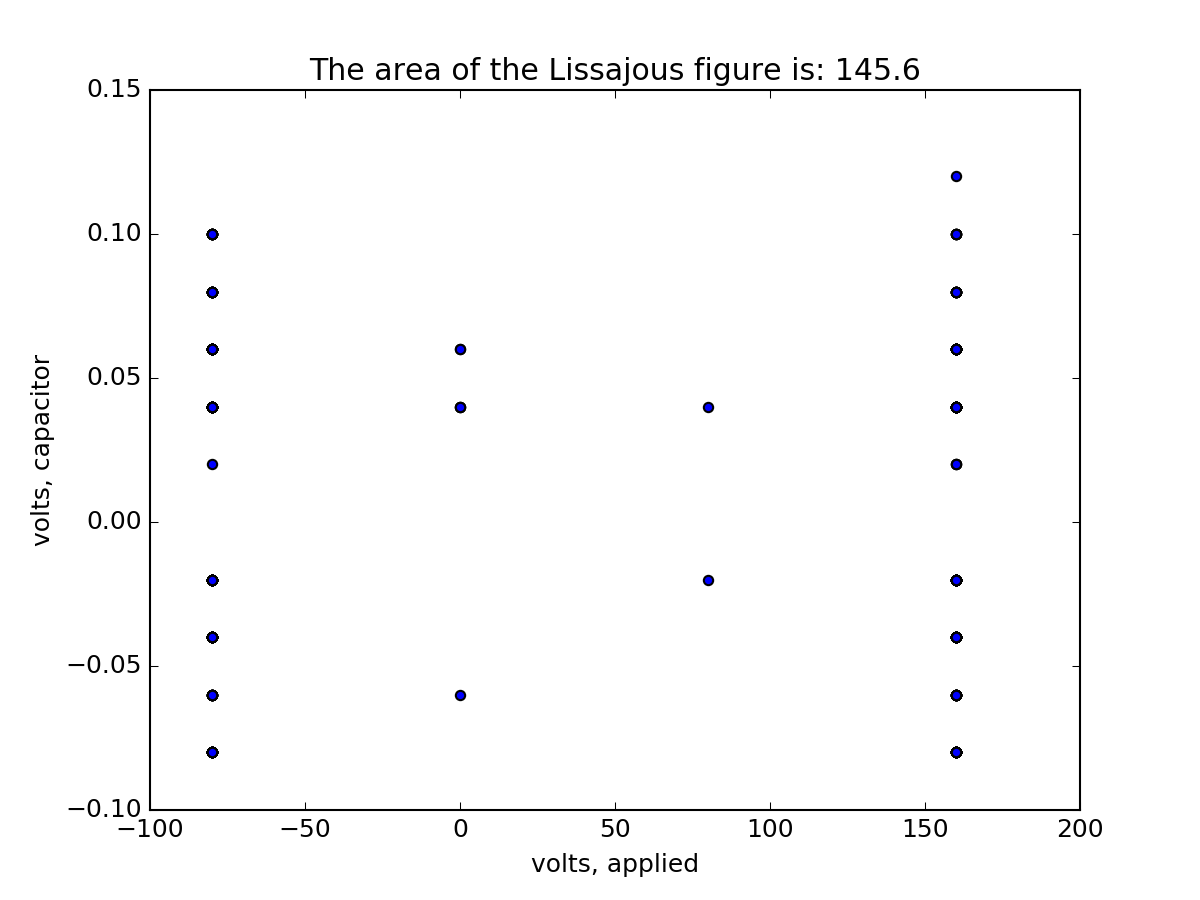 The area of the Lissajous figure is: 145.6
0.15
0.10
0.05
0.00
−0.05
−0.10
volts, capacitor
−100 −50 0 50 100 150 200
volts, applied